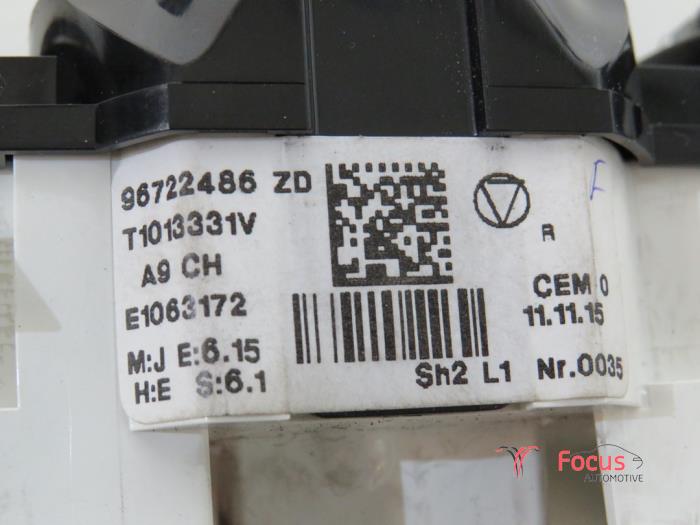 96722486 ZD
T1013331V
A9 CH
E1063172
M:J E:6.15
H:E S:6.1
R
CEM 0
11.11.15
Sh2 L1 Nr.0035
F
Focus
AUTOMOTIVE